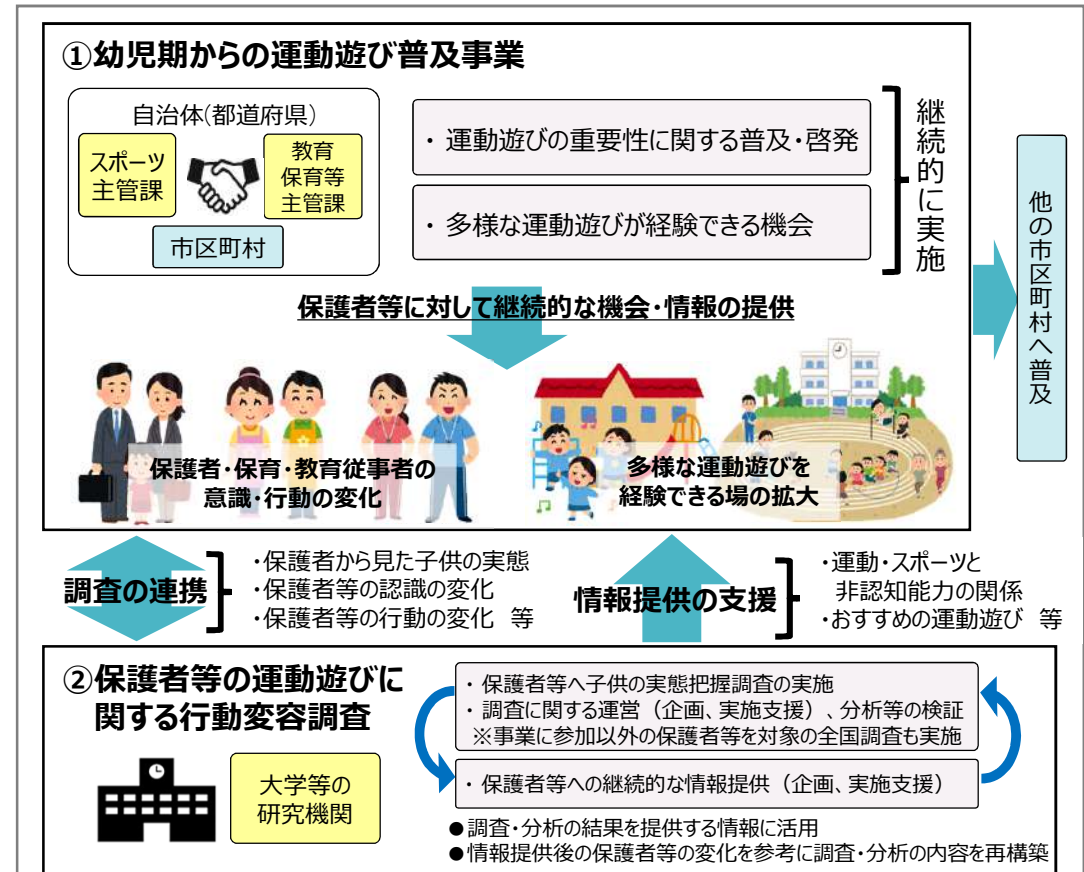 ①幼児期からの運動遊び普及事業
自治体(都道府県)
スポーツ
主管課
教育
保育等
主管課
市区町村
・ 運動遊びの重要性に関する普及・啓発
・ 多様な運動遊びが経験できる機会
継続的に実施
他の市区町村へ普及
保護者等に対して継続的な機会・情報の提供
保護者・保育・教育従事者の
意識・行動の変化
多様な運動遊びを
経験できる場の拡大
調査の連携
・保護者から見た子供の実態
・保護者等の認識の変化
・保護者等の行動の変化 等
情報提供の支援
・運動・スポーツと
非認知能力の関係
・おすすめの運動遊び 等
②保護者等の運動遊びに
関する行動変容調査
大学等の
研究機関
・ 保護者等へ子供の実態把握調査の実施
・ 調査に関する運営（企画、実施支援）、分析等の検証
※事業に参加以外の保護者等を対象の全国調査も実施
・ 保護者等への継続的な情報提供（企画、実施支援）
●調査・分析の結果を提供する情報に活用
●情報提供後の保護者等の変化を参考に調査・分析の内容を再構築